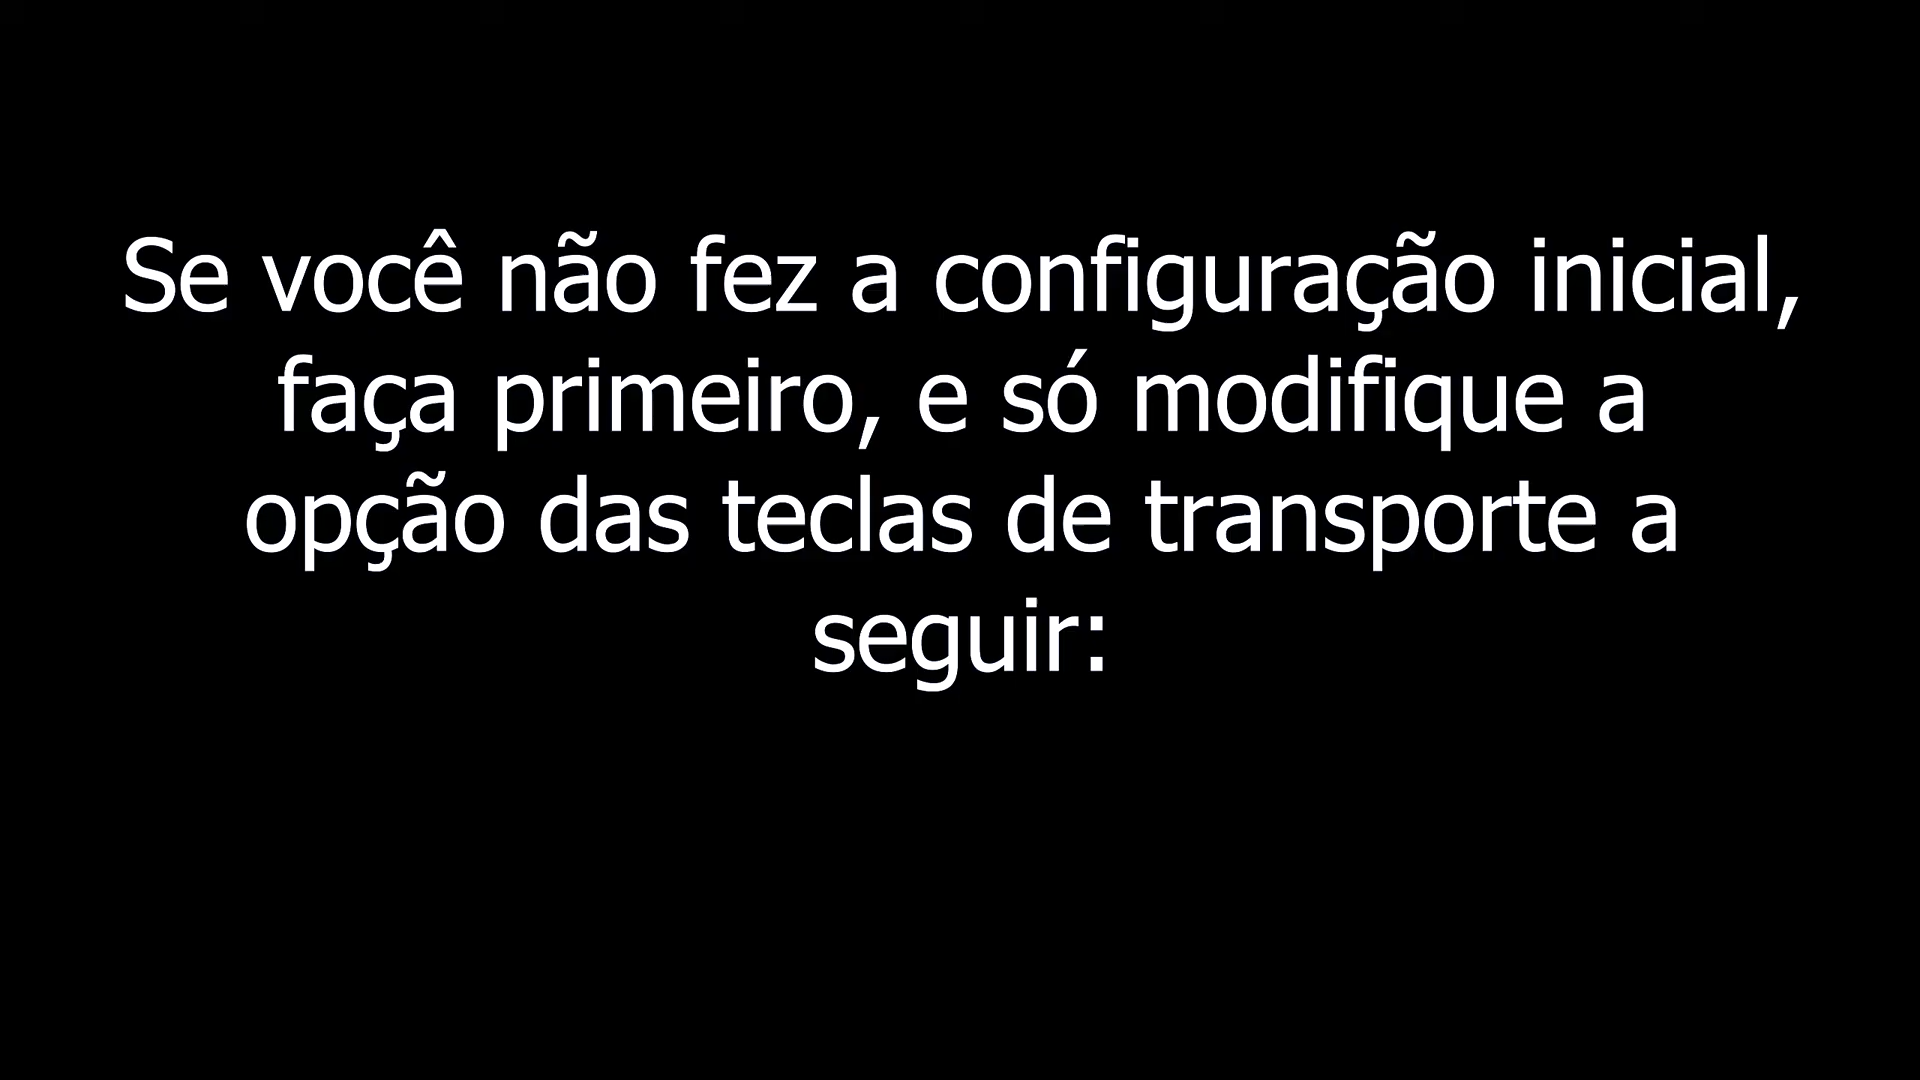 Se você não fez a configuração inicial,
faça primeiro, e só modifique a
opção das teclas de transporte a
seguir: